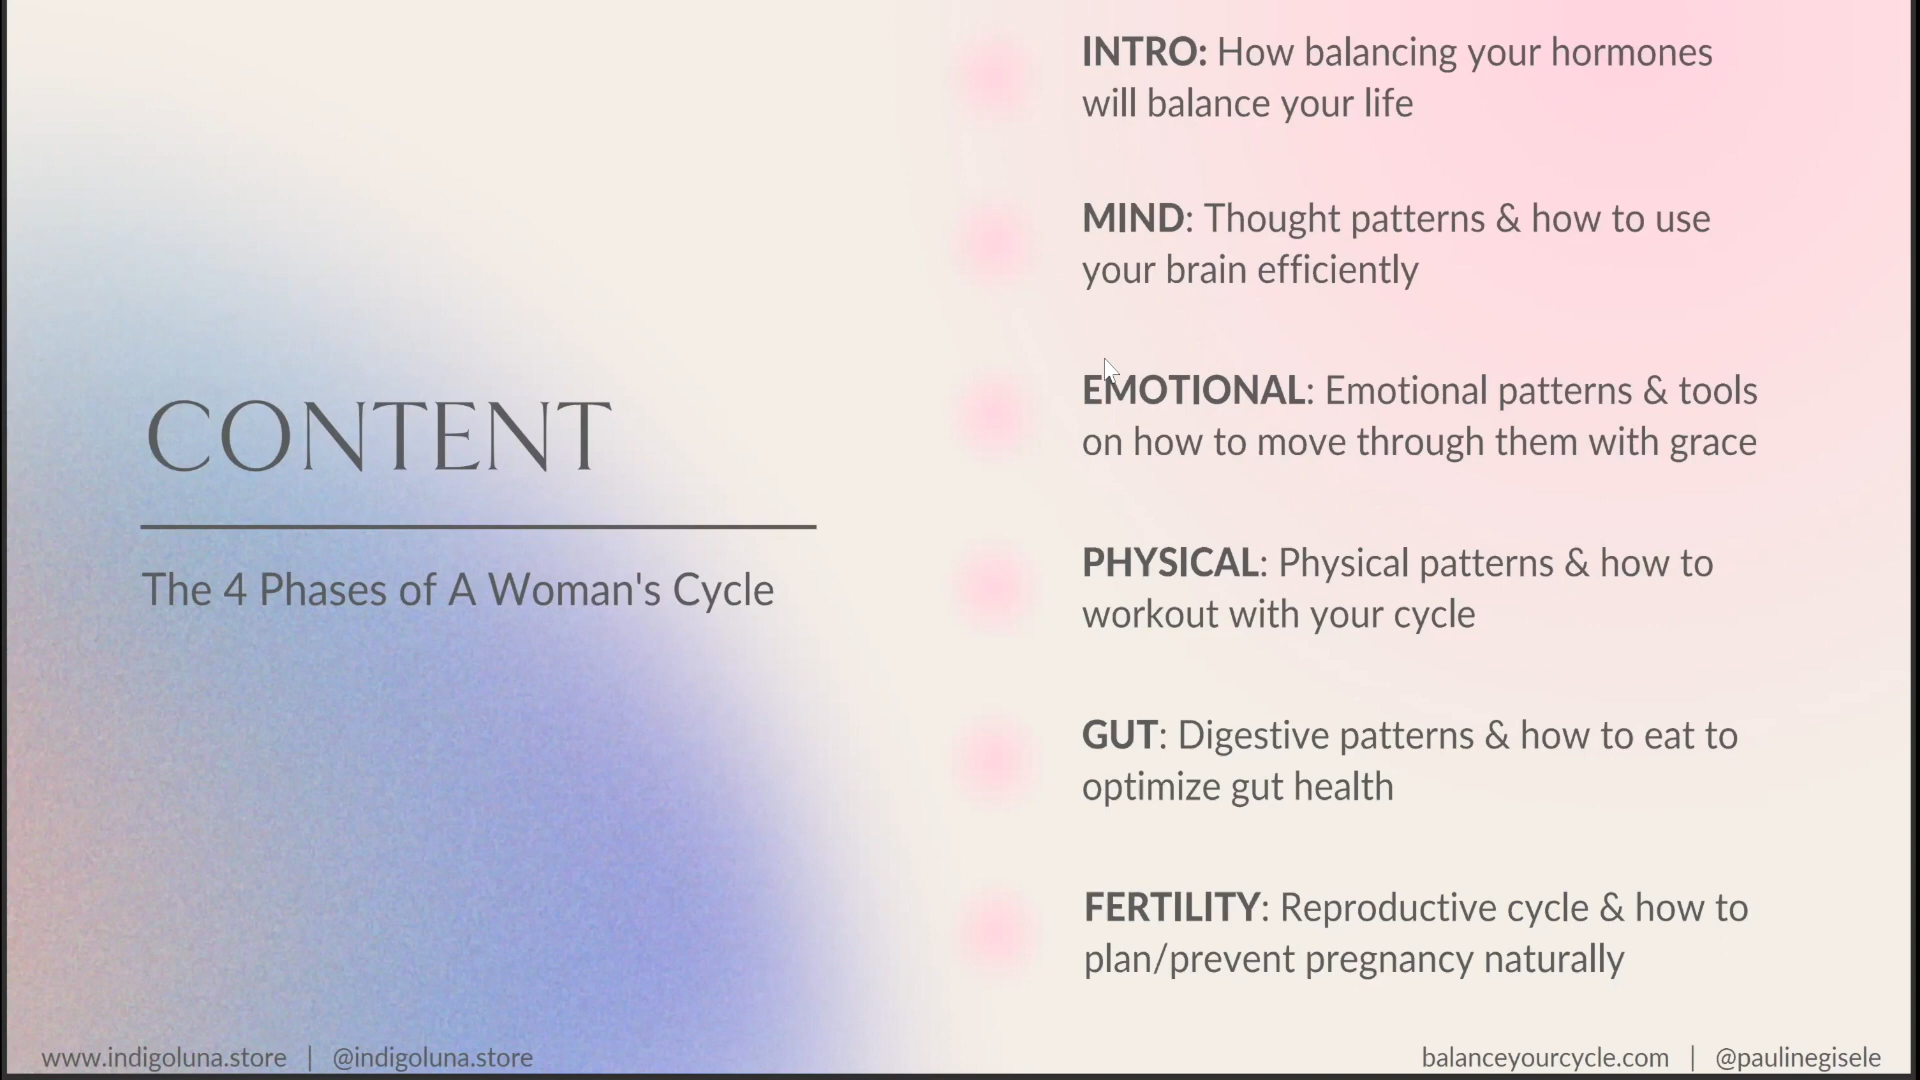 CONTENT
The 4 Phases of A Woman's Cycle
INTRO: How balancing your hormones
will balance your life
MIND: Thought patterns & how to use
your brain efficiently
EMOTIONAL: Emotional patterns & tools
on how to move through them with grace
PHYSICAL: Physical patterns & how to
workout with your cycle
GUT: Digestive patterns & how to eat to
optimize gut health
FERTILITY: Reproductive cycle & how to
plan/prevent pregnancy naturally
www.indigoluna.store | @indigoluna.store
balanceyourcycle.com | @paulinegisele